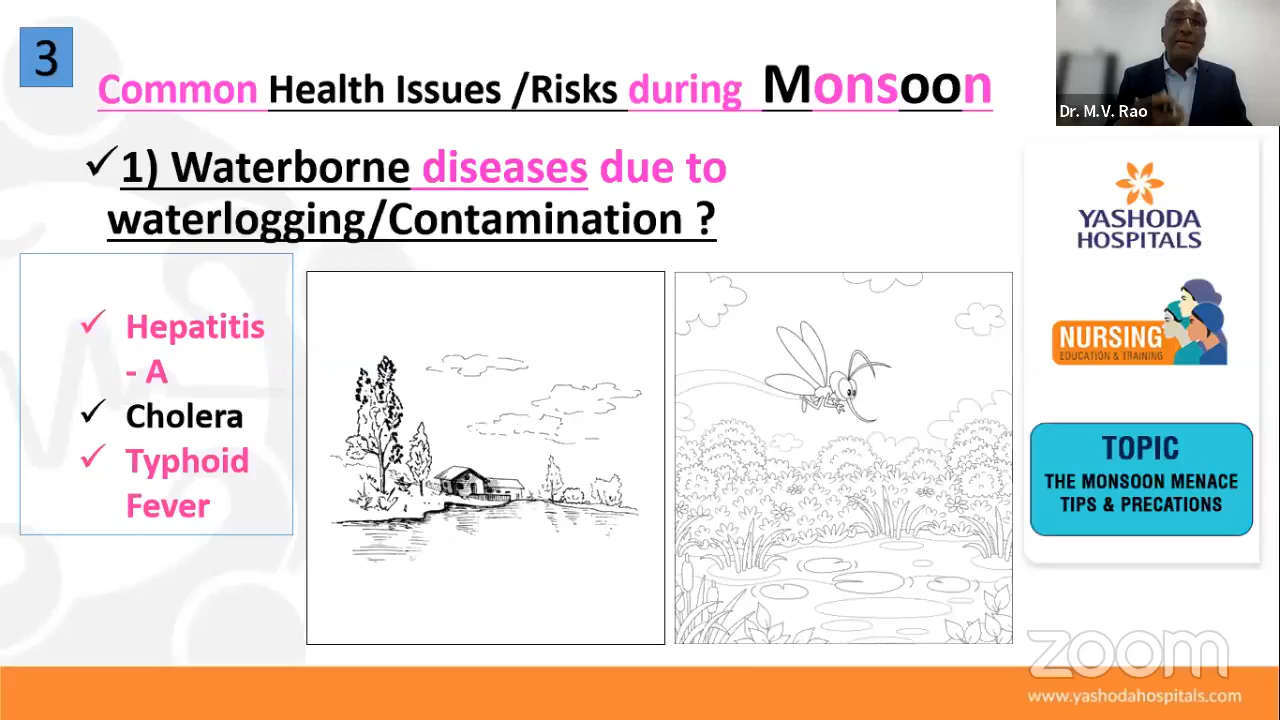 3
Common Health Issues /Risks during Monsoon
✓1) Waterborne diseases due to
waterlogging/Contamination ?
✓ Hepatitis
- A
✓ Cholera
✓ Typhoid
Fever
Dr. M.V. Rao
YASHODA
HOSPITALS
NURSING
EDUCATION & TRAINING
TOPIC
THE MONSOON MENACE
TIPS & PRECATIONS
zoom
www.yashodahospitals.com